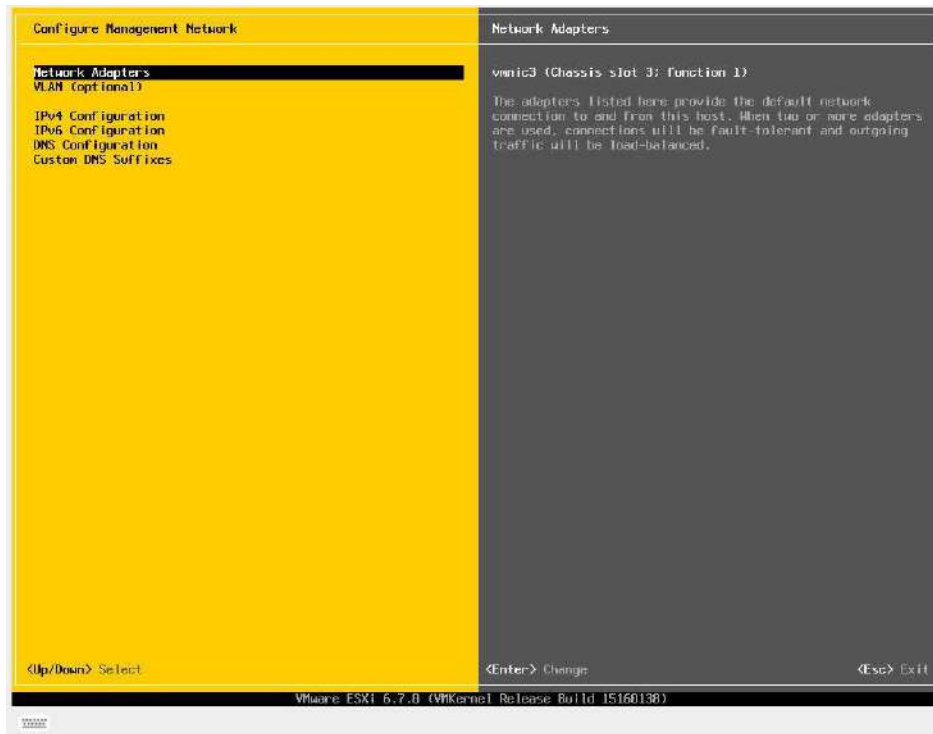 Configure Management Network
Network Adapters
Network Adapters
VLAN (optional)
IPv4 Configuration
IPv6 Configuration
DNS Configuration
Custom DNS Suffixes
vmnic3 (Chassis slot 3; function 1)
The adapters listed here provide the default network
connection to and from this host. When two or more adapters
are used, connections will be fault-tolerant and outgoing
traffic will be load-balanced.
<Up/Down> Select
<Enter> Change
<Esc> Exit
VMware ESXi 6.7.0 (VMKernel Release Build 15160138)